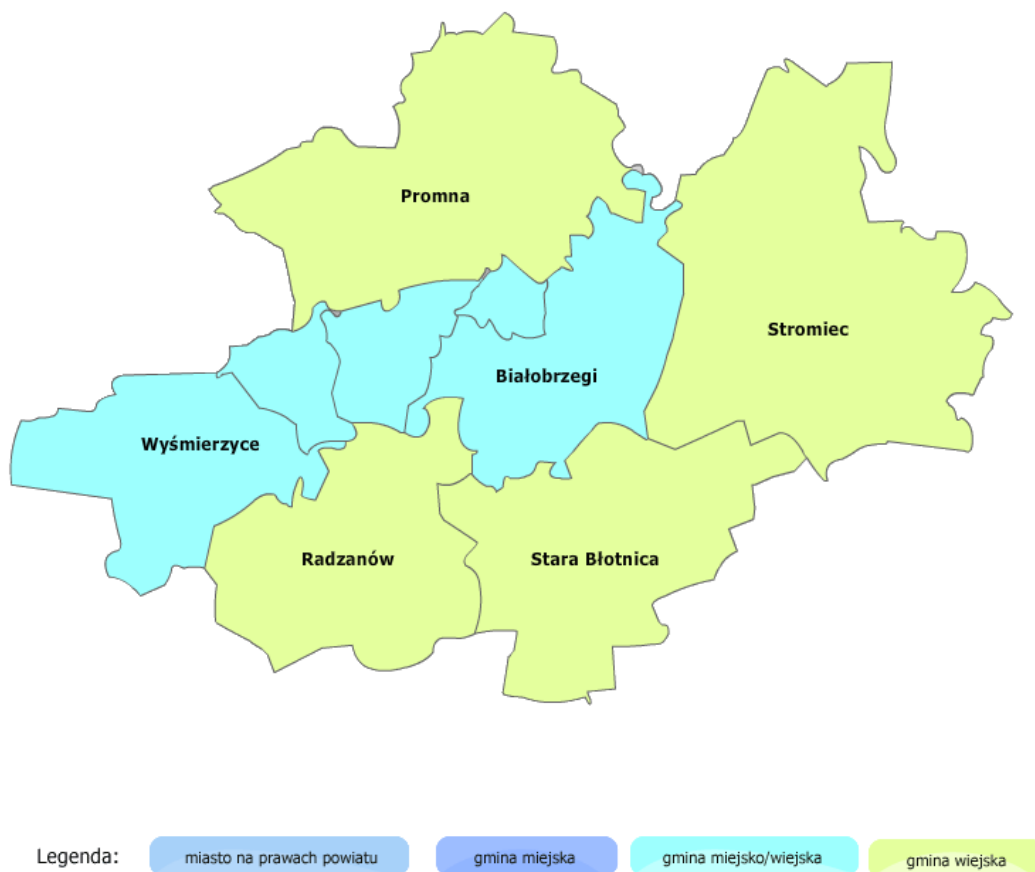 Promna
Stromiec
Białobrzegi
Wyśmierzyce
Radzanów
Stara Błotnica
Legenda:
miasto na prawach powiatu
gmina miejska
gmina miejsko/wiejska
gmina wiejska